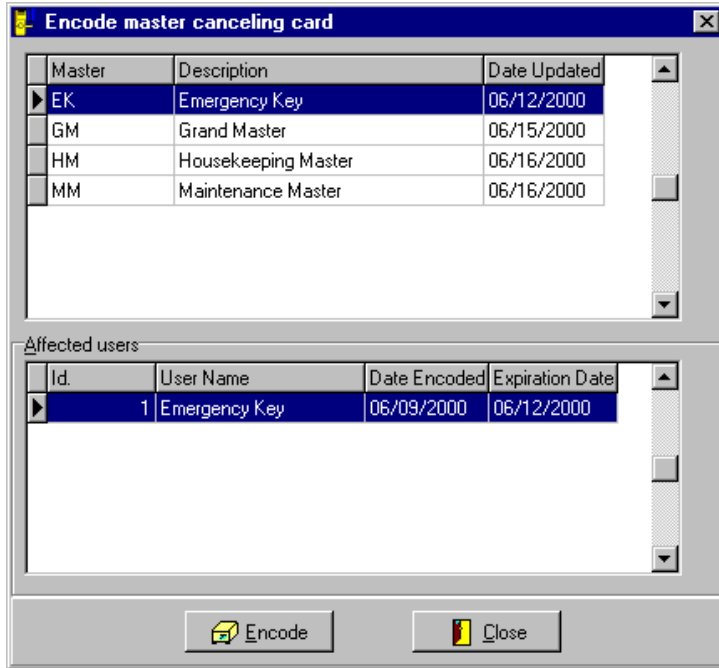 Encode master canceling card
Master Description Date Updated
EK Emergency Key 06/12/2000
GM Grand Master 06/15/2000
HM Housekeeping Master 06/16/2000
MM Maintenance Master 06/16/2000
Affected users
Id. User Name Date Encoded Expiration Date
1 Emergency Key 06/09/2000 06/12/2000
Encode Close